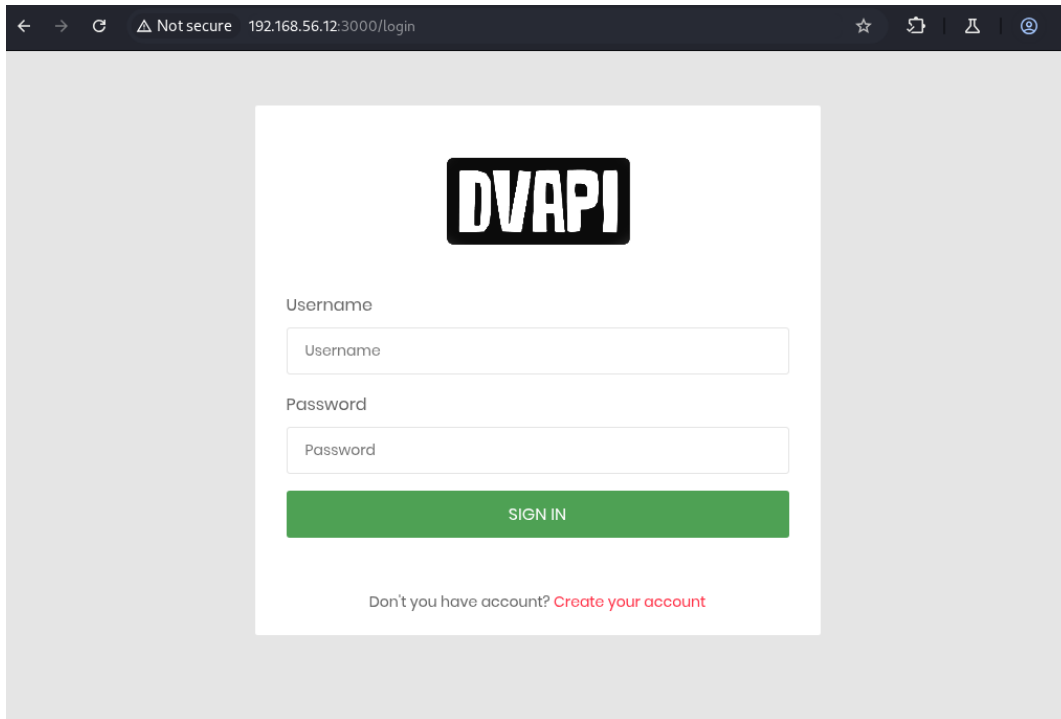 Not secure 192.168.56.12:3000/login
DVAPI
Username
Username
Password
Password
SIGN IN
Don't you have account? Create your account